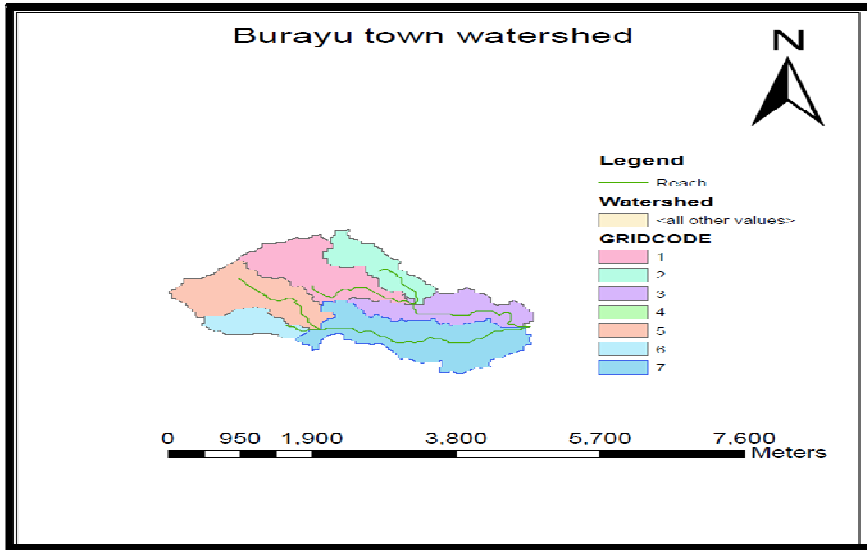 Burayu town watershed
N
Legend
Reach
Watershed
<all other values>
GRIDCODE
1
2
3
4
5
6
7
0 950 1,900 3,800 5,700 7,600
Meters